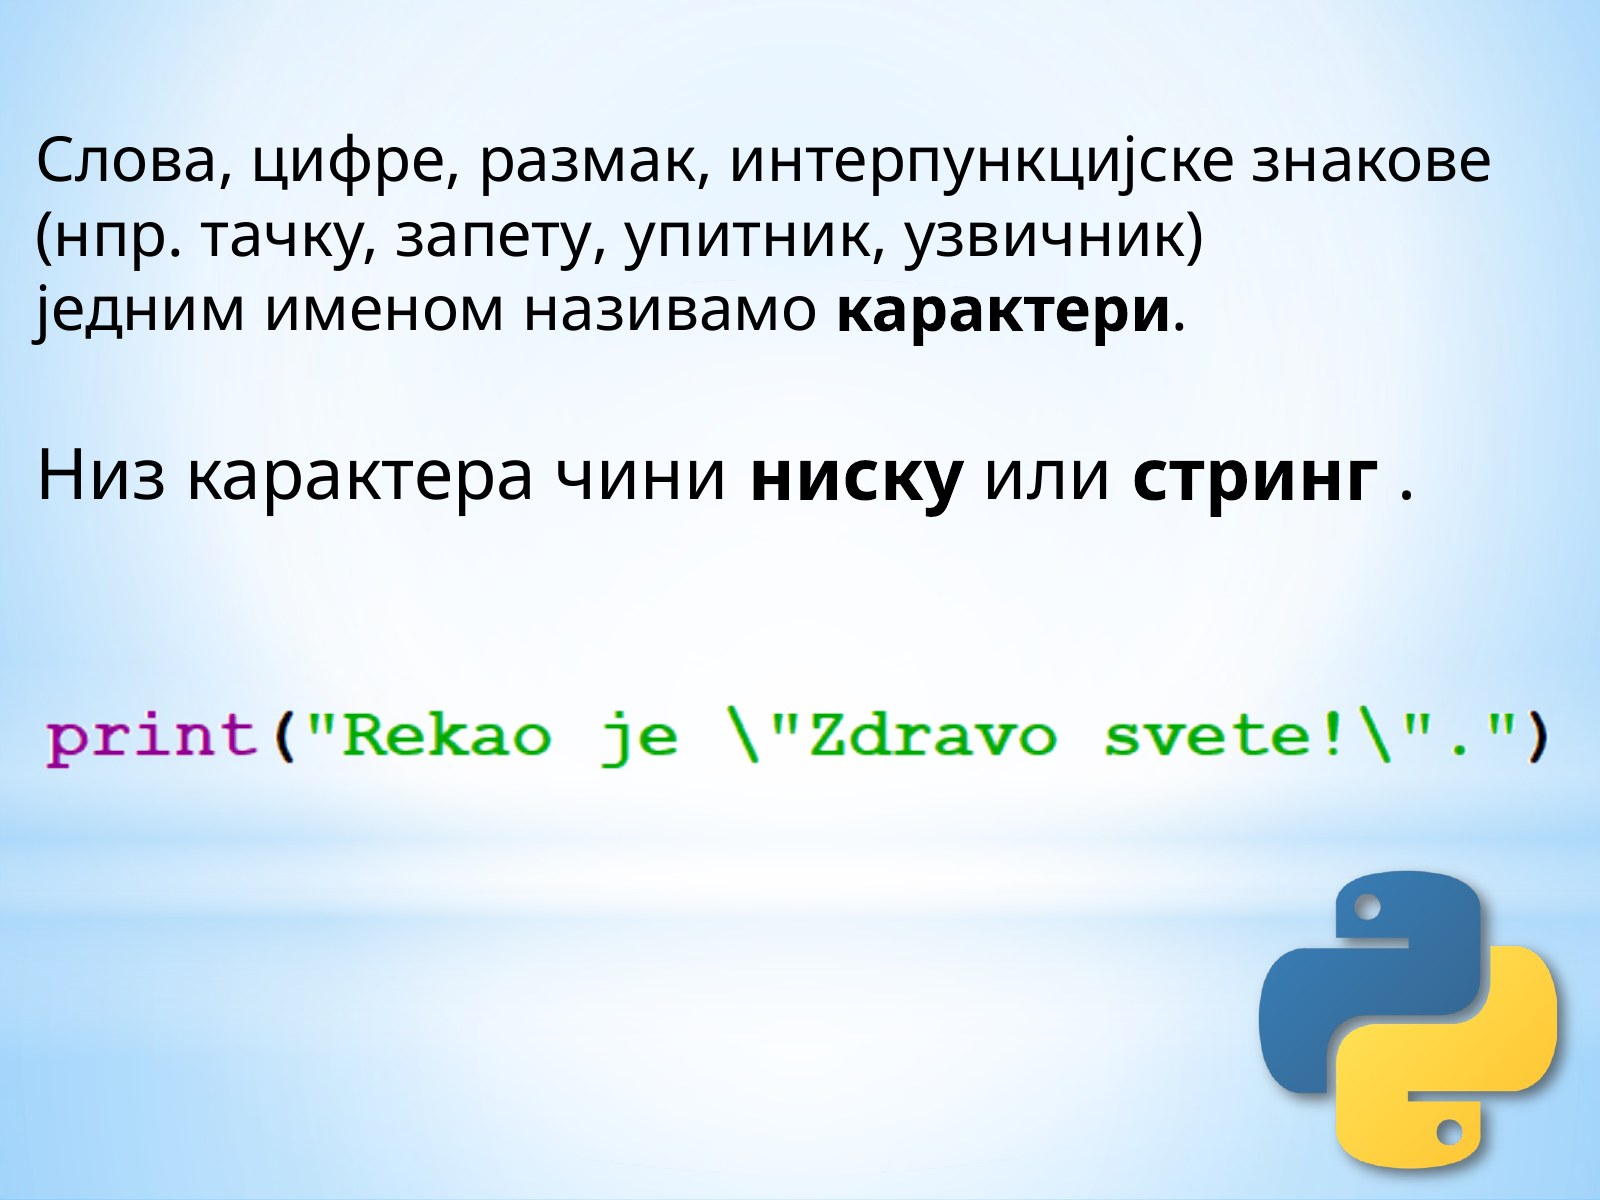 Слова, цифре, размак, интерпункцијске знакове
(нпр. тачку, запету, упитник, узвичник)
једним именом називамо карактери.
Низ карактера чини ниску или стринг .
print("Rekao je \"Zdravo svete!\".")